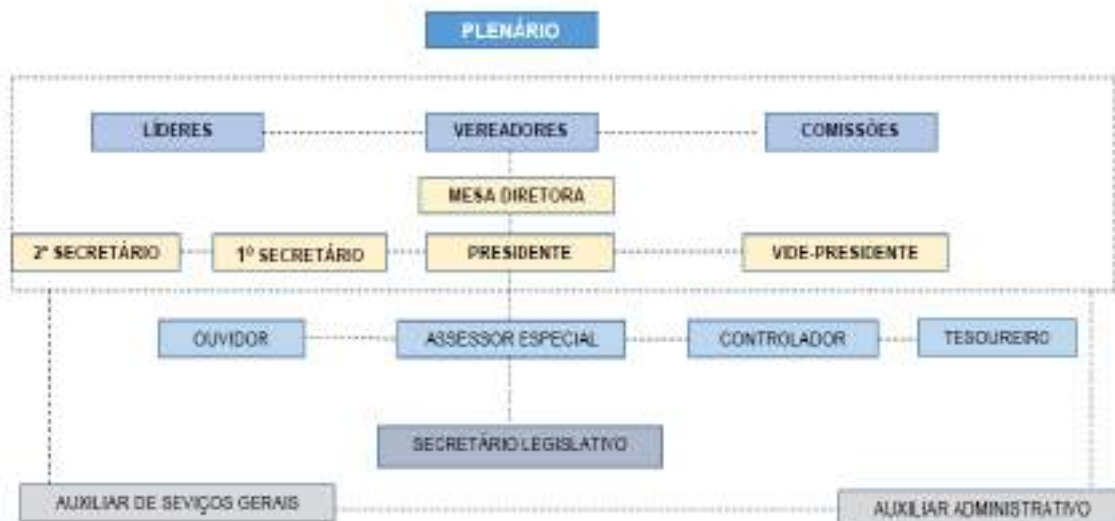 PLENÁRIO
LÍDERES
VEREADORES
COMISSÕES
MESA DIRETORA
2º SECRETÁRIO
1º SECRETÁRIO
PRESIDENTE
VIDE-PRESIDENTE
OUVIDOR
ASSESSOR ESPECIAL
CONTROLADOR
TESOUREIRO
SECRETÁRIO LEGISLATIVO
AUXILIAR DE SEVIÇOS GERAIS
AUXILIAR ADMINISTRATIVO